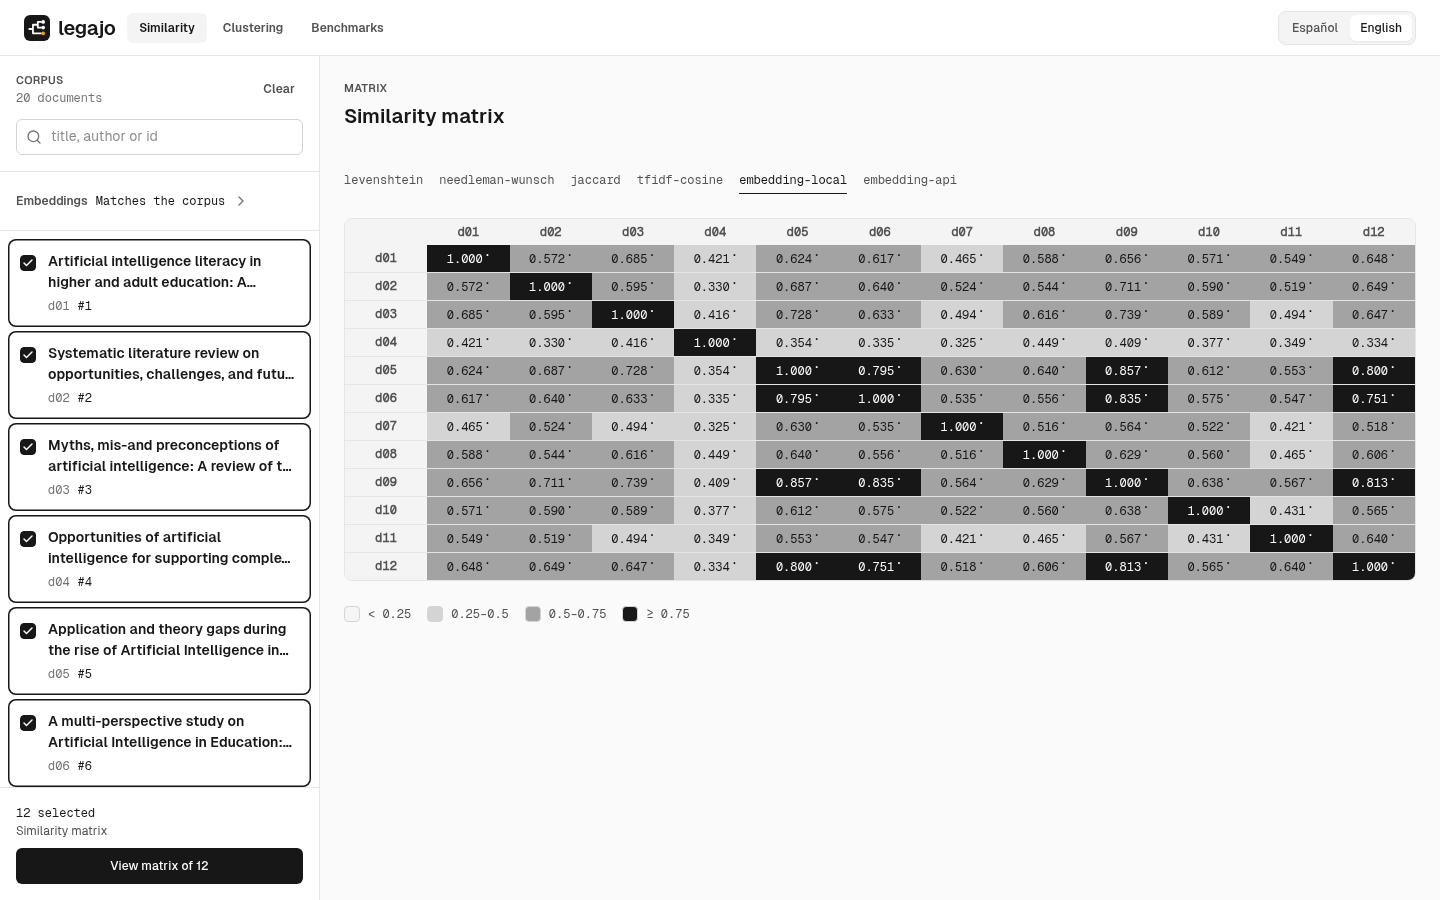 legajo
Similarity
Clustering
Benchmarks
Español
English
CORPUS
20 documents
Clear
title, author or id
Embeddings Matches the corpus
Artificial intelligence literacy in
higher and adult education: A...
d01 #1
Systematic literature review on
opportunities, challenges, and futu...
d02 #2
Myths, mis-and preconceptions of
artificial intelligence: A review of t...
d03 #3
Opportunities of artificial
intelligence for supporting comple...
d04 #4
Application and theory gaps during
the rise of Artificial Intelligence in...
d05 #5
A multi-perspective study on
Artificial Intelligence in Education:...
d06 #6
12 selected
Similarity matrix
View matrix of 12
MATRIX
Similarity matrix
levenshtein needleman-wunsch jaccard tfidf-cosine embedding-local embedding-api
d01 d02 d03 d04 d05 d06 d07 d08 d09 d10 d11 d12
d01 1.000* 0.572* 0.685* 0.421* 0.624* 0.617* 0.465* 0.588* 0.656* 0.571* 0.549* 0.648*
d02 0.572* 1.000* 0.595* 0.330* 0.687* 0.640* 0.524* 0.544* 0.711* 0.590* 0.519* 0.649*
d03 0.685* 0.595* 1.000* 0.416* 0.728* 0.633* 0.494* 0.616* 0.739* 0.589* 0.494* 0.647*
d04 0.421* 0.330* 0.416* 1.000* 0.354* 0.335* 0.325* 0.449* 0.409* 0.377* 0.349* 0.334*
d05 0.624* 0.687* 0.728* 0.354* 1.000* 0.795* 0.630* 0.640* 0.857* 0.612* 0.553* 0.800*
d06 0.617* 0.640* 0.633* 0.335* 0.795* 1.000* 0.535* 0.556* 0.835* 0.575* 0.547* 0.751*
d07 0.465* 0.524* 0.494* 0.325* 0.630* 0.535* 1.000* 0.516* 0.564* 0.522* 0.421* 0.518*
d08 0.588* 0.544* 0.616* 0.449* 0.640* 0.556* 0.516* 1.000* 0.629* 0.560* 0.465* 0.606*
d09 0.656* 0.711* 0.739* 0.409* 0.857* 0.835* 0.564* 0.629* 1.000* 0.638* 0.567* 0.813*
d10 0.571* 0.590* 0.589* 0.377* 0.612* 0.575* 0.522* 0.560* 0.638* 1.000* 0.431* 0.565*
d11 0.549* 0.519* 0.494* 0.349* 0.553* 0.547* 0.421* 0.465* 0.567* 0.431* 1.000* 0.640*
d12 0.648* 0.649* 0.647* 0.334* 0.800* 0.751* 0.518* 0.606* 0.813* 0.565* 0.640* 1.000*
< 0.25 0.25–0.5 0.5–0.75 ≥ 0.75